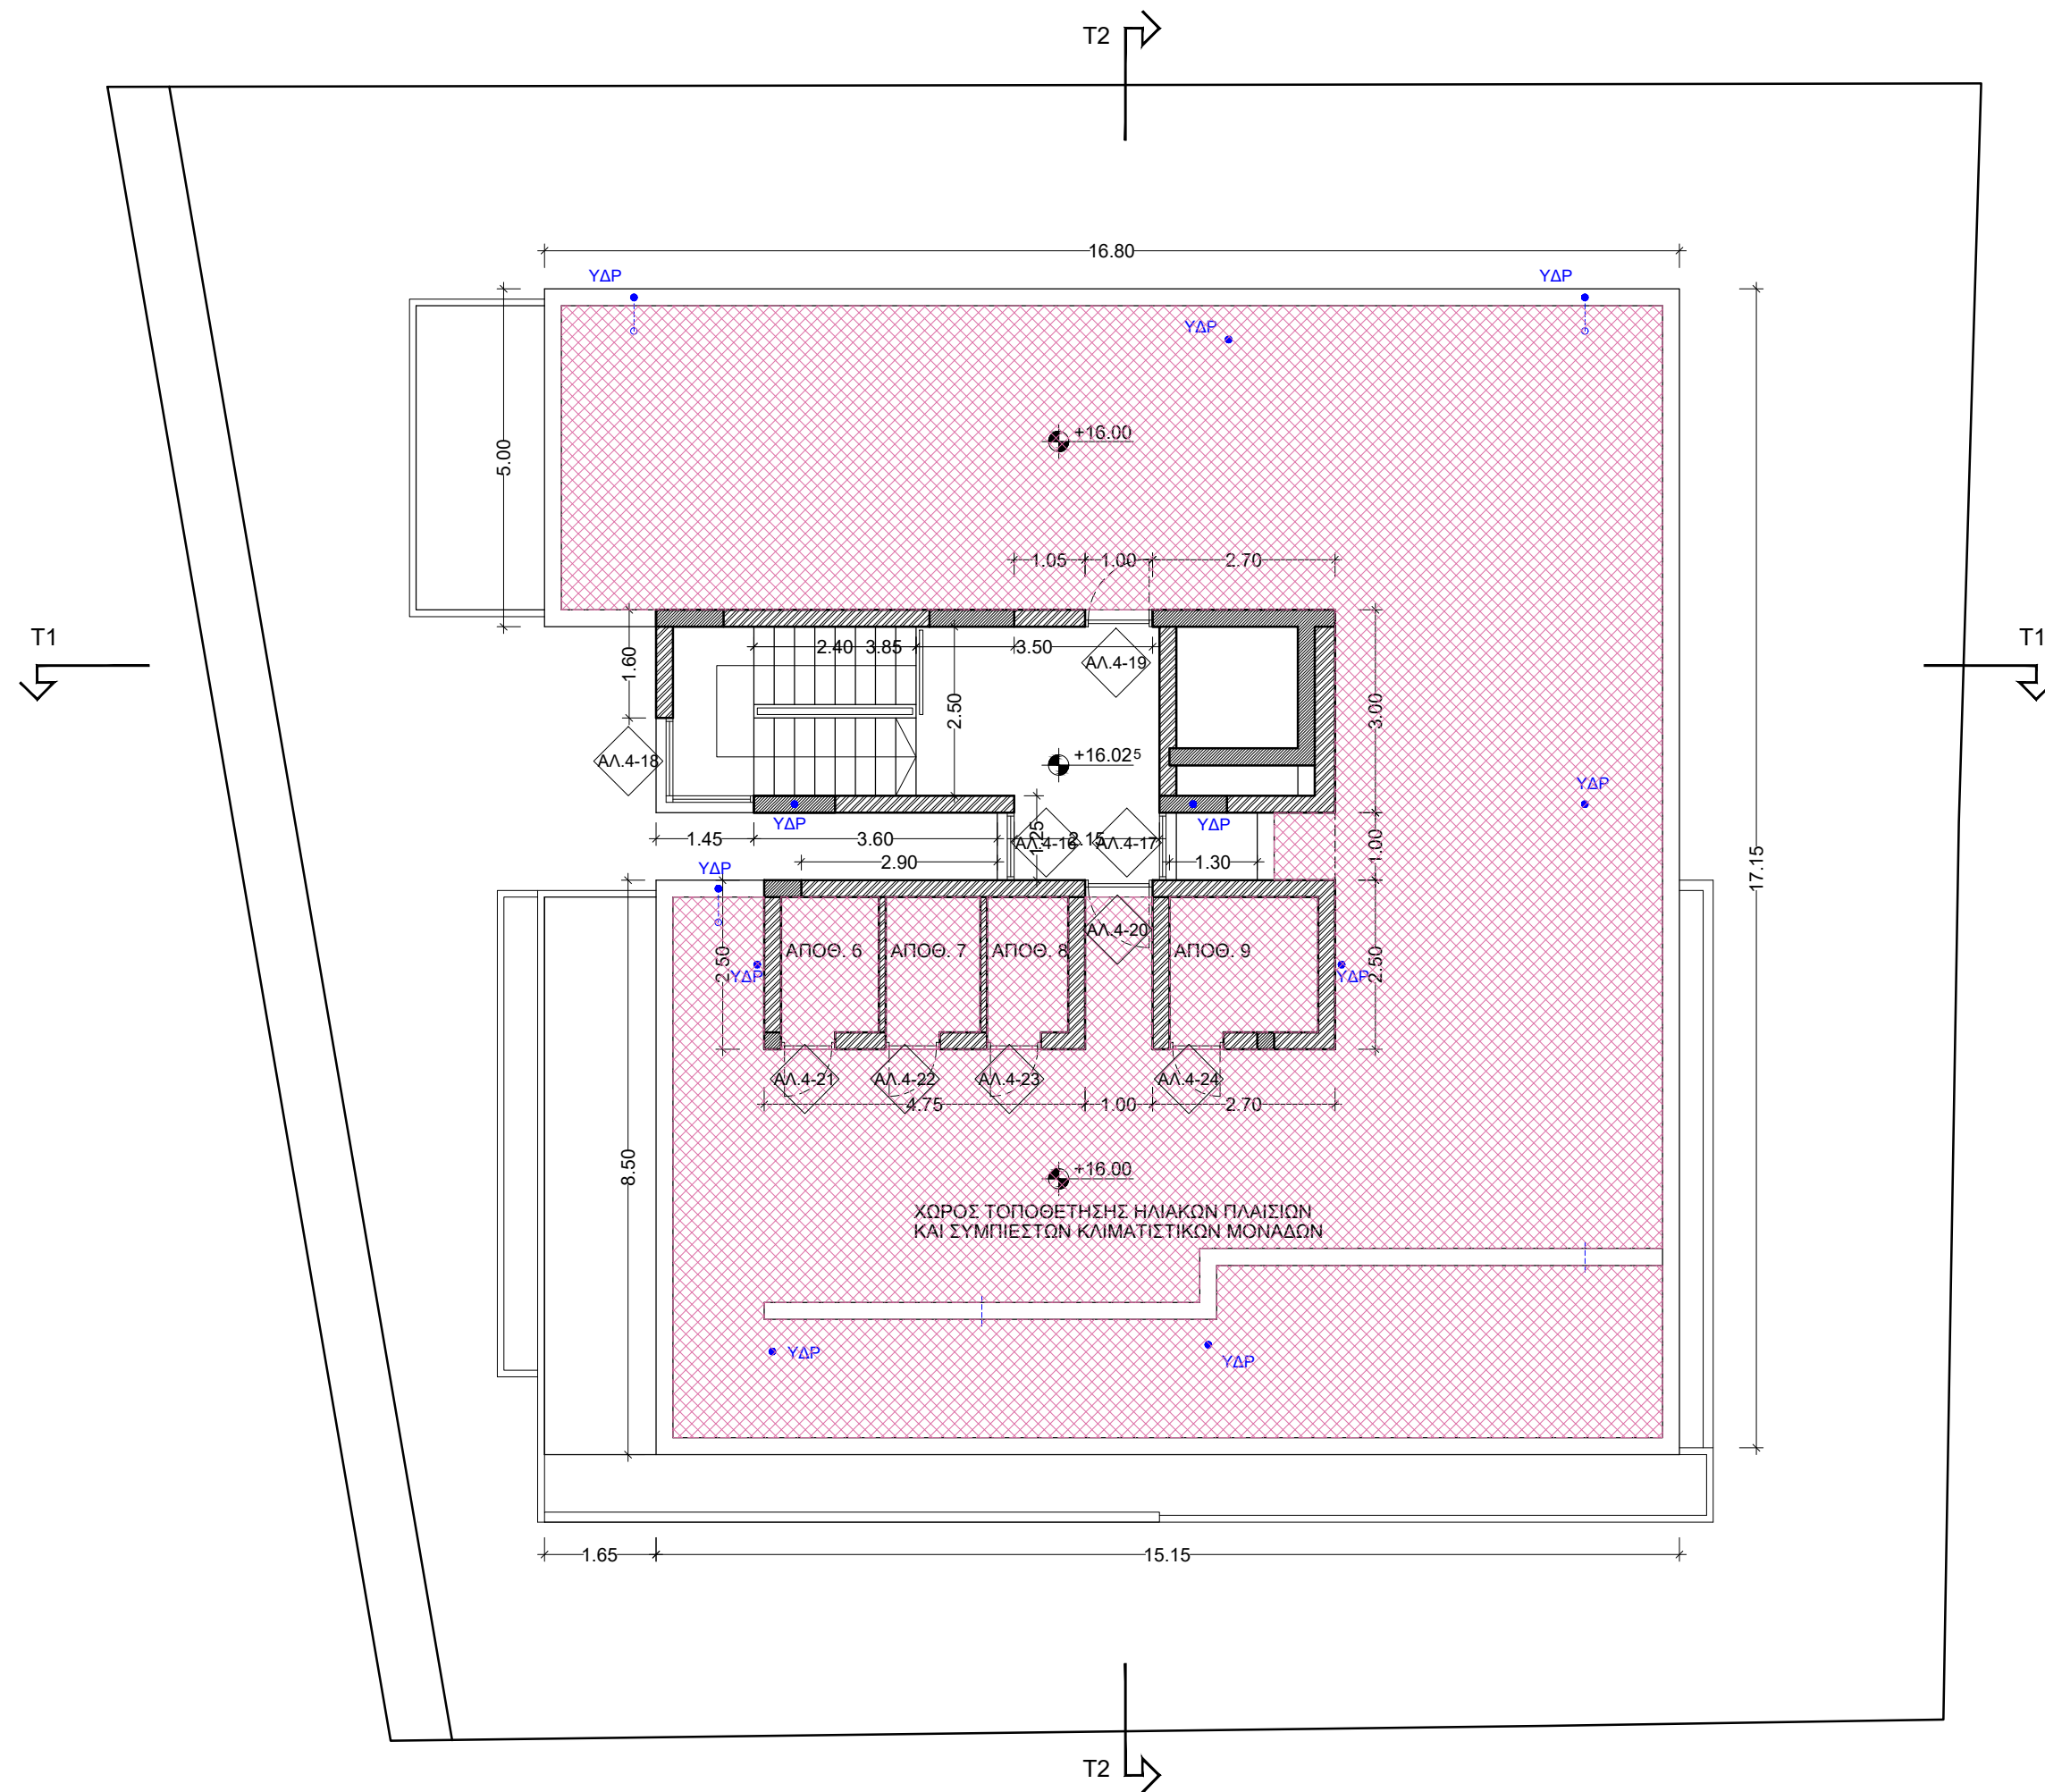 T2
16.80
ΥΔΡ
ΥΔΡ
ΥΔΡ
+16.00
5.00
1.05
1.00
2.70
T1
T1
2.40
3.85
3.50
ΑΛ.4-19
1.60
2.50
3.00
+16.025
ΑΛ.4-18
ΥΔΡ
ΥΔΡ
ΥΔΡ
1.45
3.60
1.25
ΑΛ.4-16
2.15
ΑΛ.4-17
1.00
2.90
1.30
ΥΔΡ
17.15
ΑΛ.4-20
ΑΠΟΘ. 6
ΑΠΟΘ. 7
ΑΠΟΘ. 8
ΑΠΟΘ. 9
2.50
2.50
ΥΔΡ
ΥΔΡ
ΑΛ.4-21
ΑΛ.4-22
ΑΛ.4-23
ΑΛ.4-24
4.75
1.00
2.70
8.50
+16.00
ΧΩΡΟΣ ΤΟΠΟΘΕΤΗΣΗΣ ΗΛΙΑΚΩΝ ΠΛΑΙΣΙΩΝ
ΚΑΙ ΣΥΜΠΙΕΣΤΩΝ ΚΛΙΜΑΤΙΣΤΙΚΩΝ ΜΟΝΑΔΩΝ
ΥΔΡ
ΥΔΡ
1.65
15.15
T2